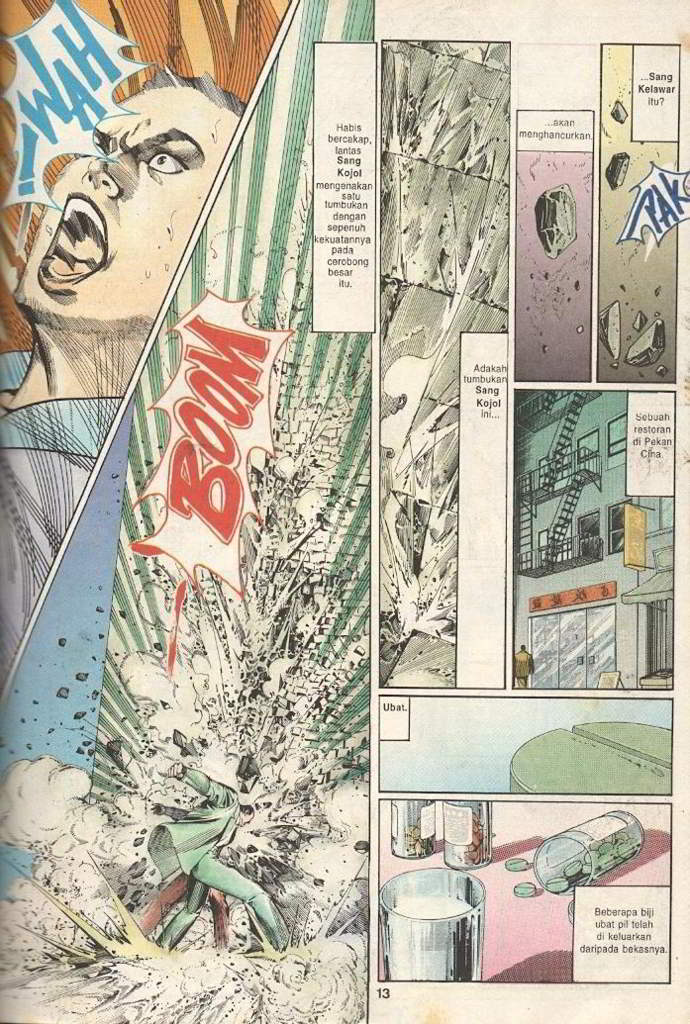 WAH!
BOOM
Habis
bercakap,
lantas
Sang
Kojol
mengenakan
satu
tumbukan
dengan
sepenuh
kekuatannya
pada
cerobong
besar
itu.
Adakah
tumbukan
Sang
Kojol
ini...
...akan
menghancurkan.
...Sang
Kelawar
itu?
PAK
Sebuah
restoran
di Pekan
Cina.
Ubat.
Beberapa biji
ubat pil telah
di keluarkan
daripada bekasnya.
13